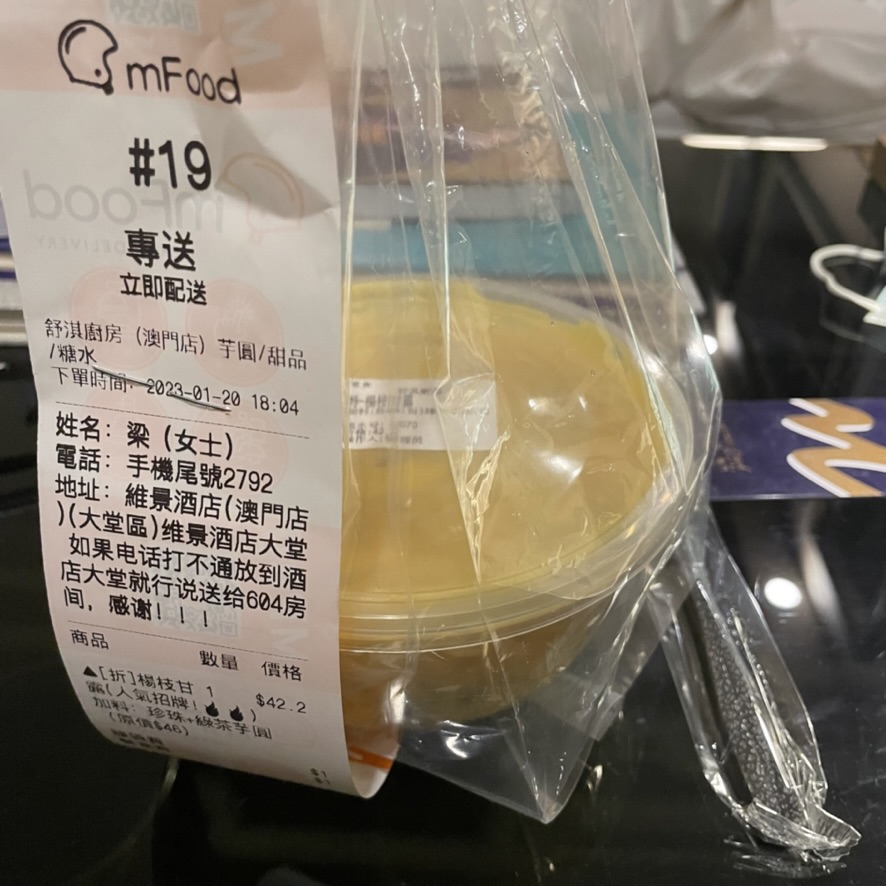 mFood
#19
專送
立即配送
舒淇廚房（澳門店）芋圓/甜品
/糖水
下單時間: 2023-01-20 18:04
姓名: 梁（女士）
電話: 手機尾號2792
地址: 維景酒店(澳門店
)(大堂區)维景酒店大堂
如果电话打不通放到酒
店大堂就行说送给604房
间, 感谢!!!
商品 數量 價格
▲[折]楊枝甘 1 $42.2
露(人氣招牌!🔥🔥)
加料: 珍珠+綠茶芋圓
(原價$46)
$1